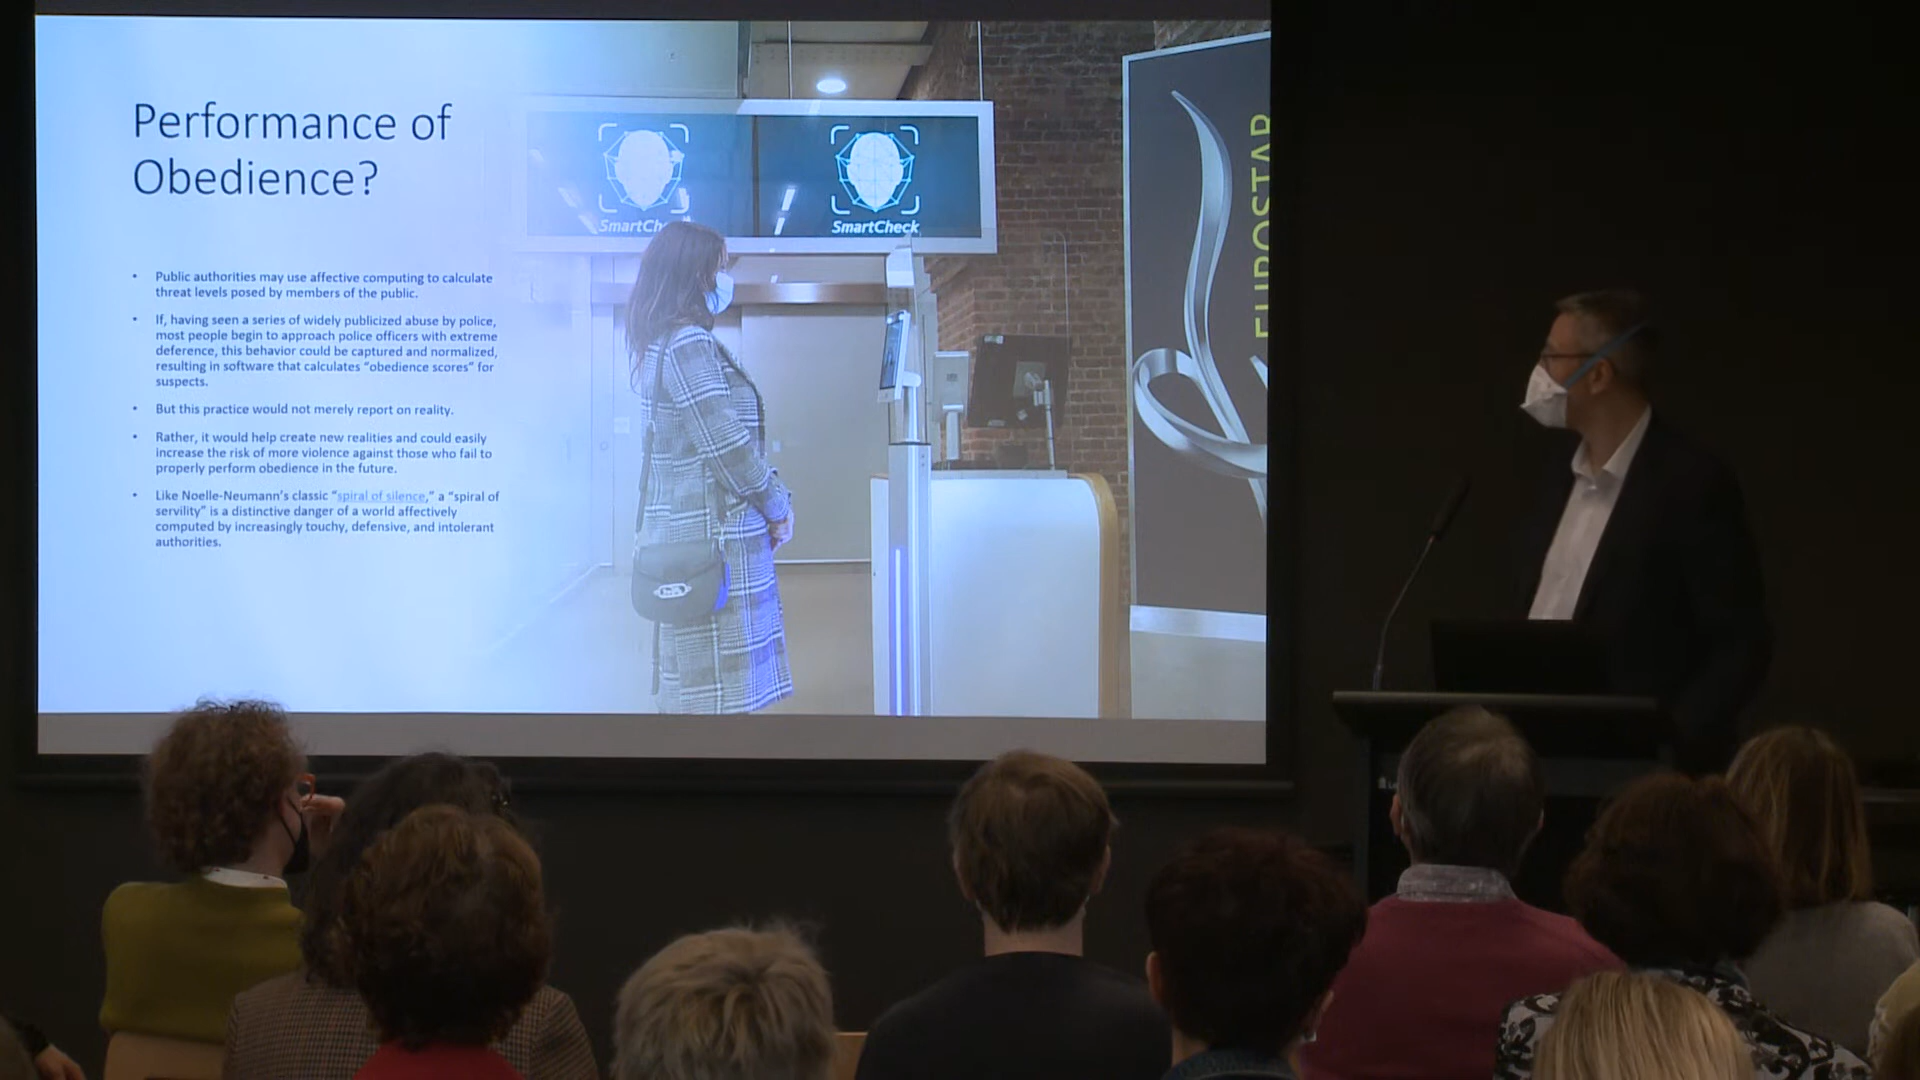 Performance of
Obedience?
• Public authorities may use affective computing to calculate
threat levels posed by members of the public.
• If, having seen a series of widely publicized abuse by police,
most people begin to approach police officers with extreme
deference, this behavior could be captured and normalized,
resulting in software that calculates “obedience scores” for
suspects.
• But this practice would not merely report on reality.
• Rather, it would help create new realities and could easily
increase the risk of more violence against those who fail to
properly perform obedience in the future.
• Like Noelle-Neumann’s classic “spiral of silence,” a “spiral of
servility” is a distinctive danger of a world affectively
computed by increasingly touchy, defensive, and intolerant
authorities.
SmartCh
SmartCheck
EUROSTAR